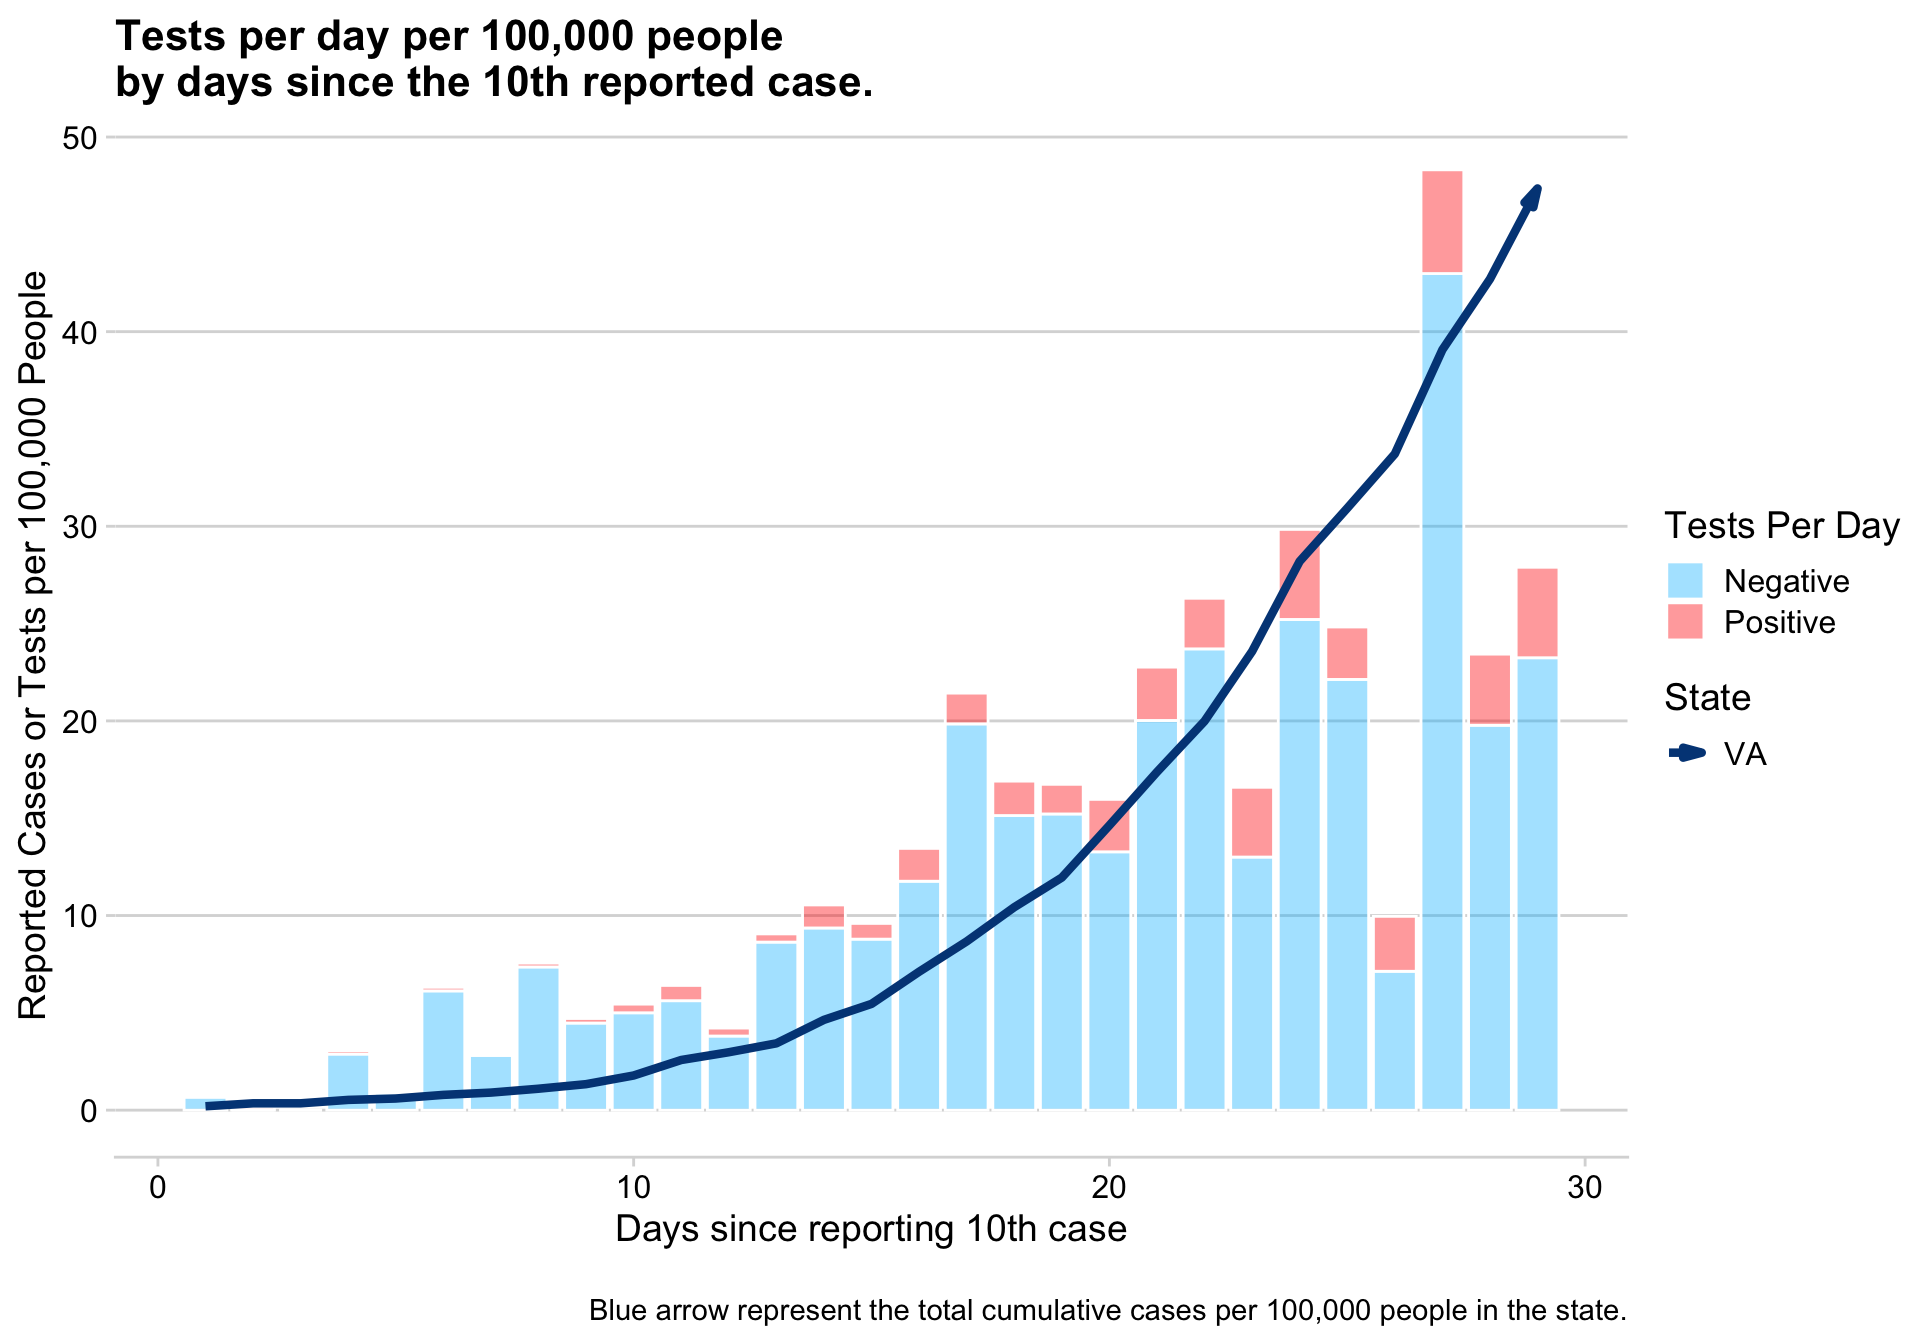 Tests per day per 100,000 people
by days since the 10th reported case.
Reported Cases or Tests per 100,000 People
50
40
30
20
10
0
0
10
20
30
Days since reporting 10th case
Tests Per Day
Negative
Positive
State
VA
Blue arrow represent the total cumulative cases per 100,000 people in the state.